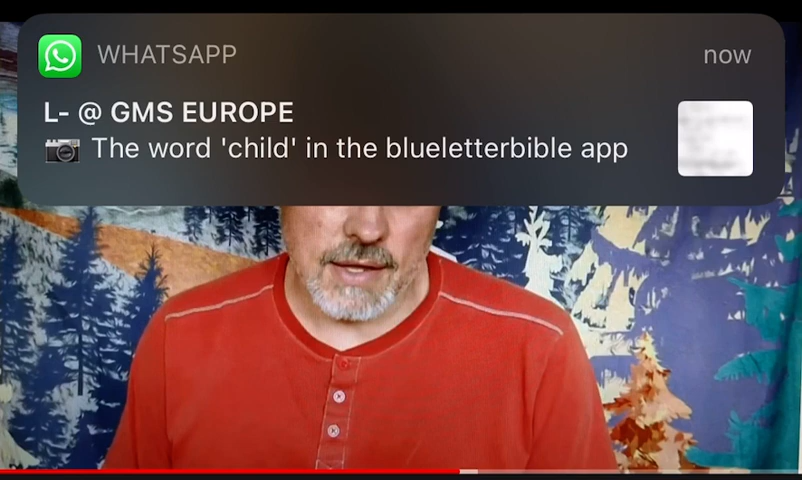 WHATSAPP now
L- @ GMS EUROPE
The word 'child' in the blueletterbible app